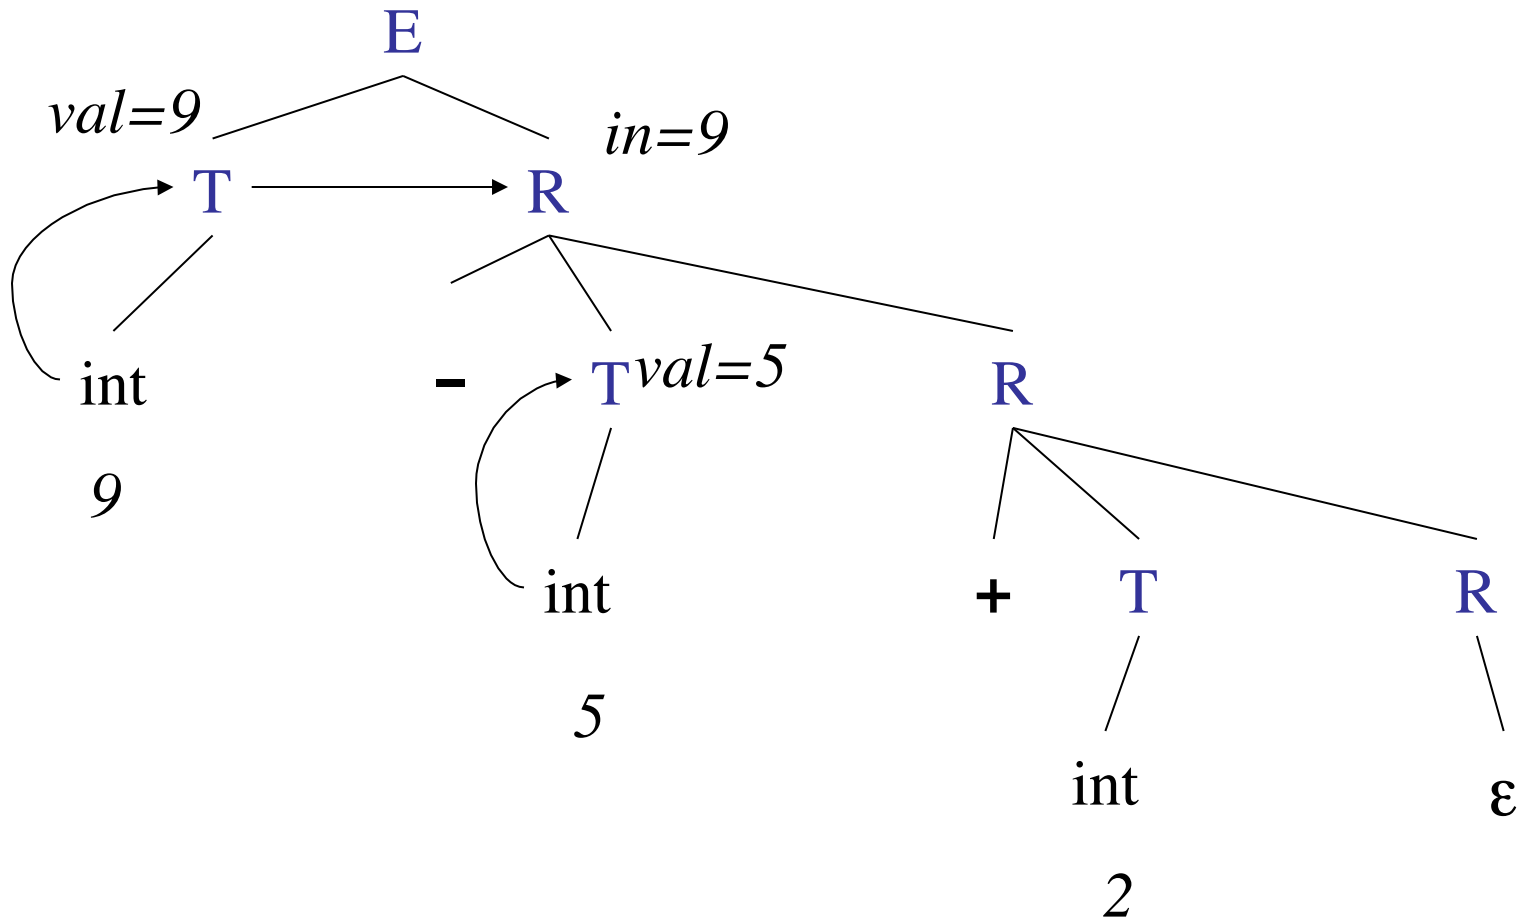 E
val=9
in=9
T
R
int
-
T
val=5
R
9
int
+
T
R
5
int
ε
2